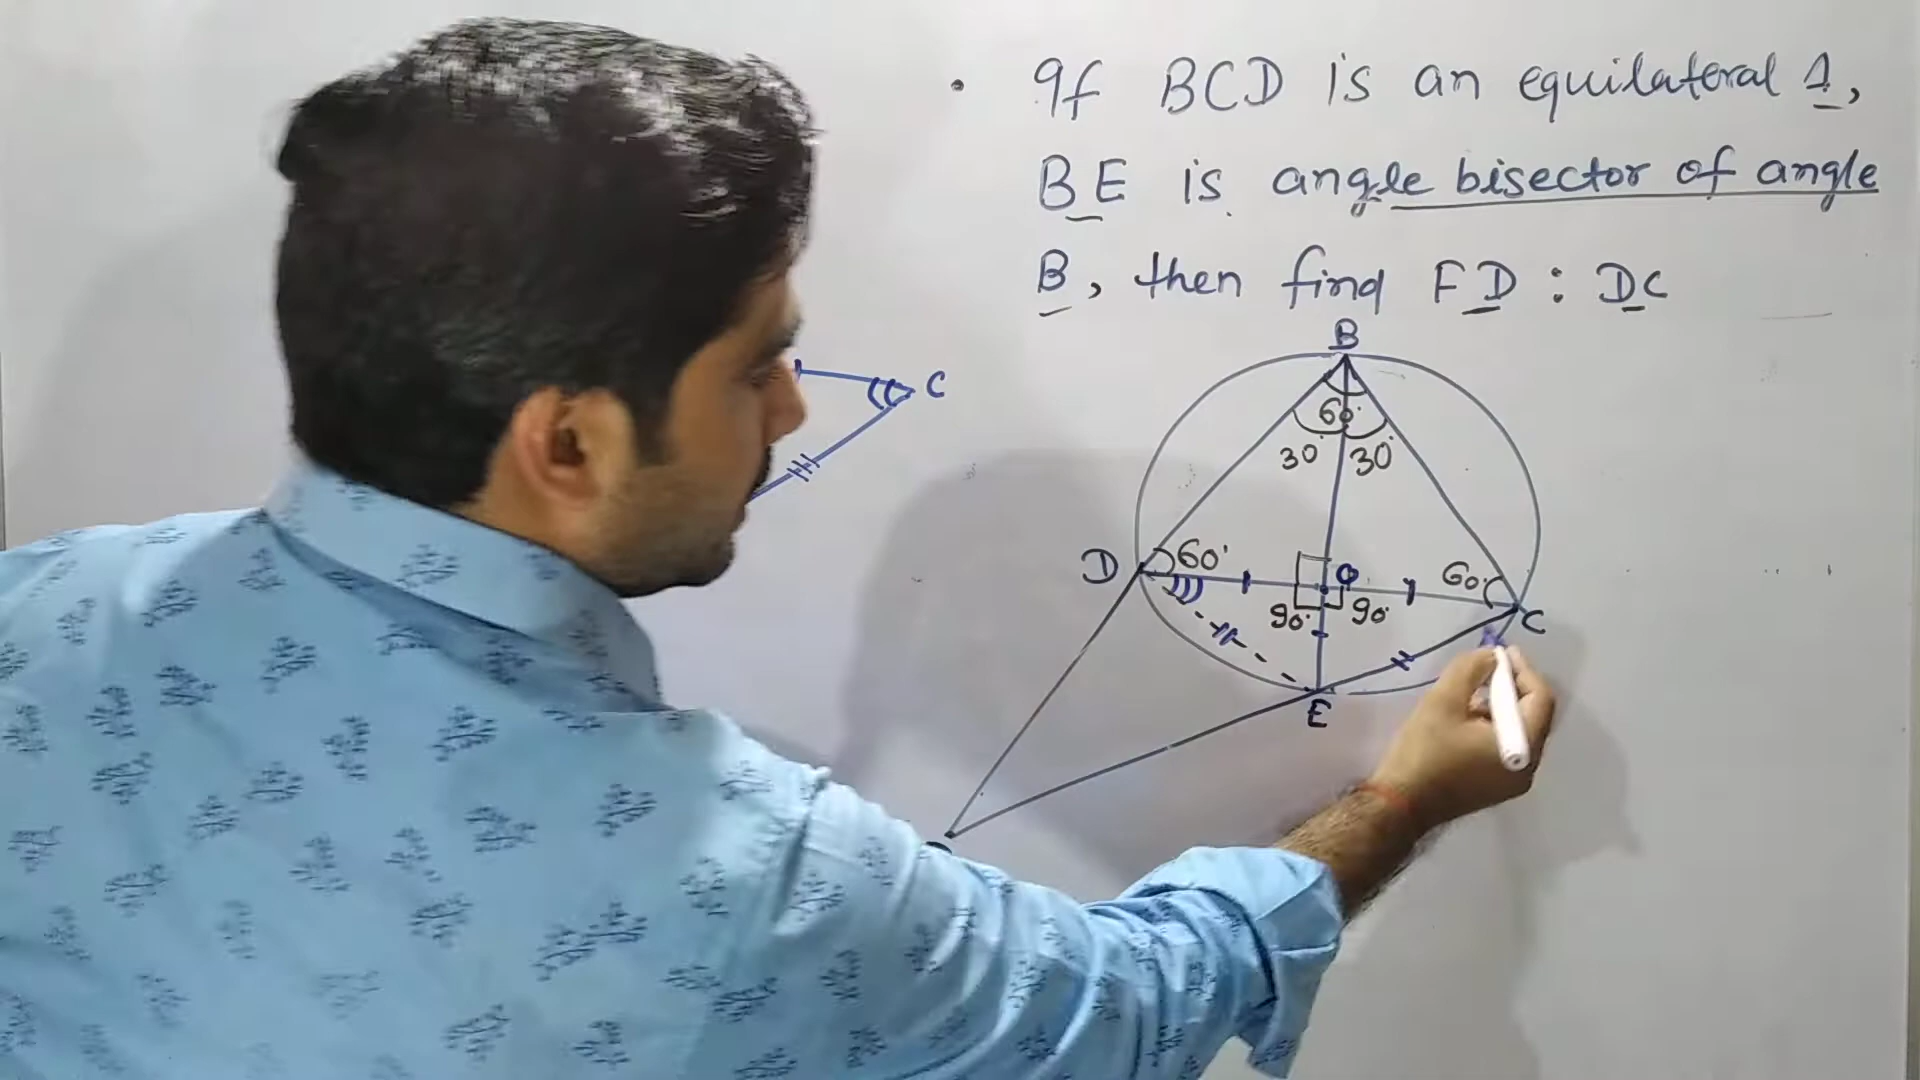 • If BCD is an equilateral Δ,
BE is angle bisector of angle
B, then find FD : DC
B
C
60°
30° 30°
D 60° O 60°
90° 90° C
E